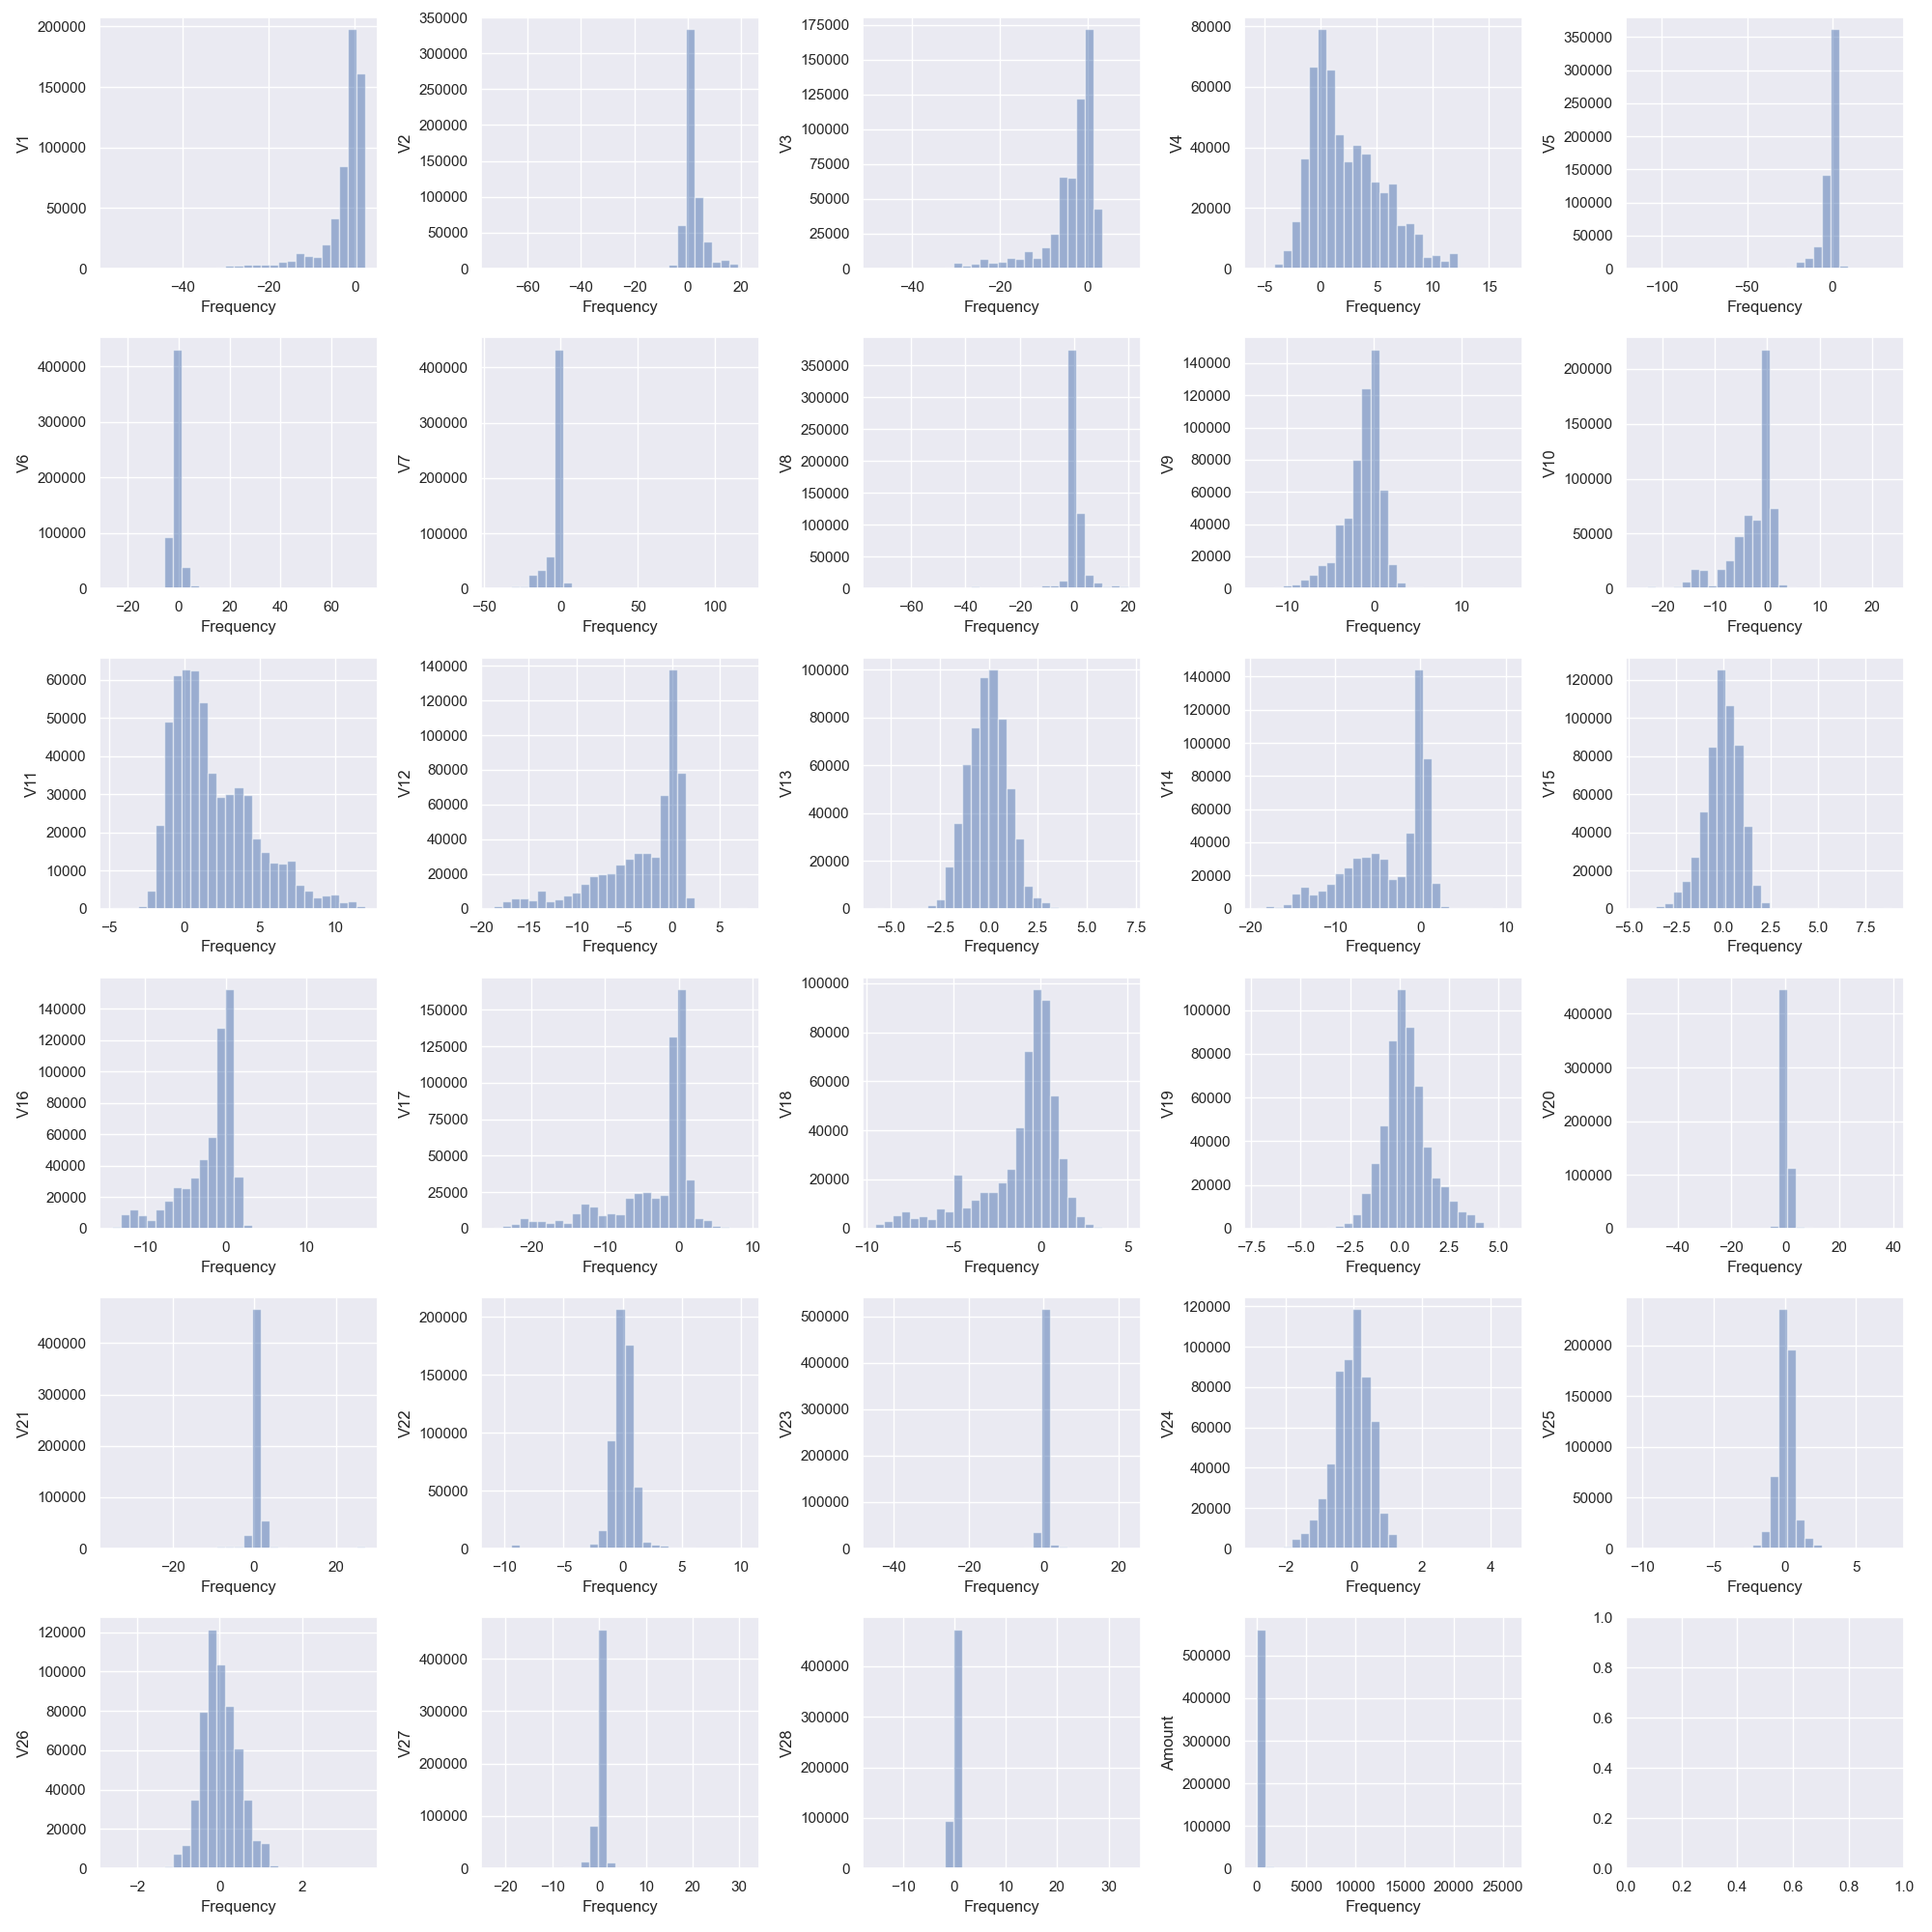 V1
200000
150000
100000
50000
0
−40 −20 0
Frequency
V2
350000
300000
250000
200000
150000
100000
50000
0
−60 −40 −20 0 20
Frequency
V3
175000
150000
125000
100000
75000
50000
25000
0
−40 −20 0
Frequency
V4
80000
60000
40000
20000
0
−5 0 5 10 15
Frequency
V5
350000
300000
250000
200000
150000
100000
50000
0
−100 −50 0
Frequency
V6
400000
300000
200000
100000
0
−20 0 20 40 60
Frequency
V7
400000
300000
200000
100000
0
−50 0 50 100
Frequency
V8
350000
300000
250000
200000
150000
100000
50000
0
−60 −40 −20 0 20
Frequency
V9
140000
120000
100000
80000
60000
40000
20000
0
−10 0 10
Frequency
V10
200000
150000
100000
50000
0
−20 −10 0 10 20
Frequency
V11
60000
50000
40000
30000
20000
10000
0
−5 0 5 10
Frequency
V12
140000
120000
100000
80000
60000
40000
20000
0
−20 −15 −10 −5 0 5
Frequency
V13
100000
80000
60000
40000
20000
0
−5.0 −2.5 0.0 2.5 5.0 7.5
Frequency
V14
140000
120000
100000
80000
60000
40000
20000
0
−20 −10 0 10
Frequency
V15
120000
100000
80000
60000
40000
20000
0
−5.0 −2.5 0.0 2.5 5.0 7.5
Frequency
V16
140000
120000
100000
80000
60000
40000
20000
0
−10 0 10
Frequency
V17
150000
125000
100000
75000
50000
25000
0
−20 −10 0 10
Frequency
V18
100000
80000
60000
40000
20000
0
−10 −5 0 5
Frequency
V19
100000
80000
60000
40000
20000
0
−7.5 −5.0 −2.5 0.0 2.5 5.0
Frequency
V20
400000
300000
200000
100000
0
−40 −20 0 20 40
Frequency
V21
400000
300000
200000
100000
0
−20 0 20
Frequency
V22
200000
150000
100000
50000
0
−10 −5 0 5 10
Frequency
V23
500000
400000
300000
200000
100000
0
−40 −20 0 20
Frequency
V24
120000
100000
80000
60000
40000
20000
0
−2 0 2 4
Frequency
V25
200000
150000
100000
50000
0
−10 −5 0 5
Frequency
V26
120000
100000
80000
60000
40000
20000
0
−2 0 2
Frequency
V27
400000
300000
200000
100000
0
−20 −10 0 10 20 30
Frequency
V28
400000
300000
200000
100000
0
−10 0 10 20 30
Frequency
Amount
500000
400000
300000
200000
100000
0
0 5000 10000 15000 20000 25000
Frequency
1.0
0.8
0.6
0.4
0.2
0.0
0.0 0.2 0.4 0.6 0.8 1.0